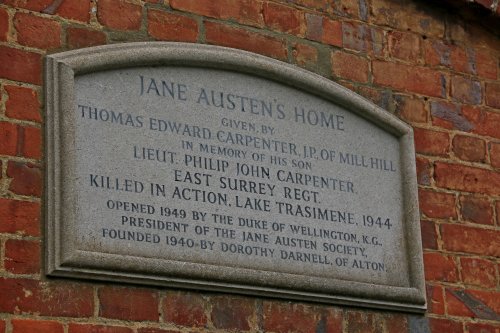 JANE AUSTEN'S HOME
GIVEN BY
THOMAS EDWARD CARPENTER, J.P. OF MILL HILL
IN MEMORY OF HIS SON
LIEUT. PHILIP JOHN CARPENTER
EAST SURREY REGT.
KILLED IN ACTION, LAKE TRASIMENE, 1944
OPENED 1949 BY THE DUKE OF WELLINGTON, K.G.
PRESIDENT OF THE JANE AUSTEN SOCIETY,
FOUNDED 1940-BY DOROTHY DARNELL, OF ALTON.